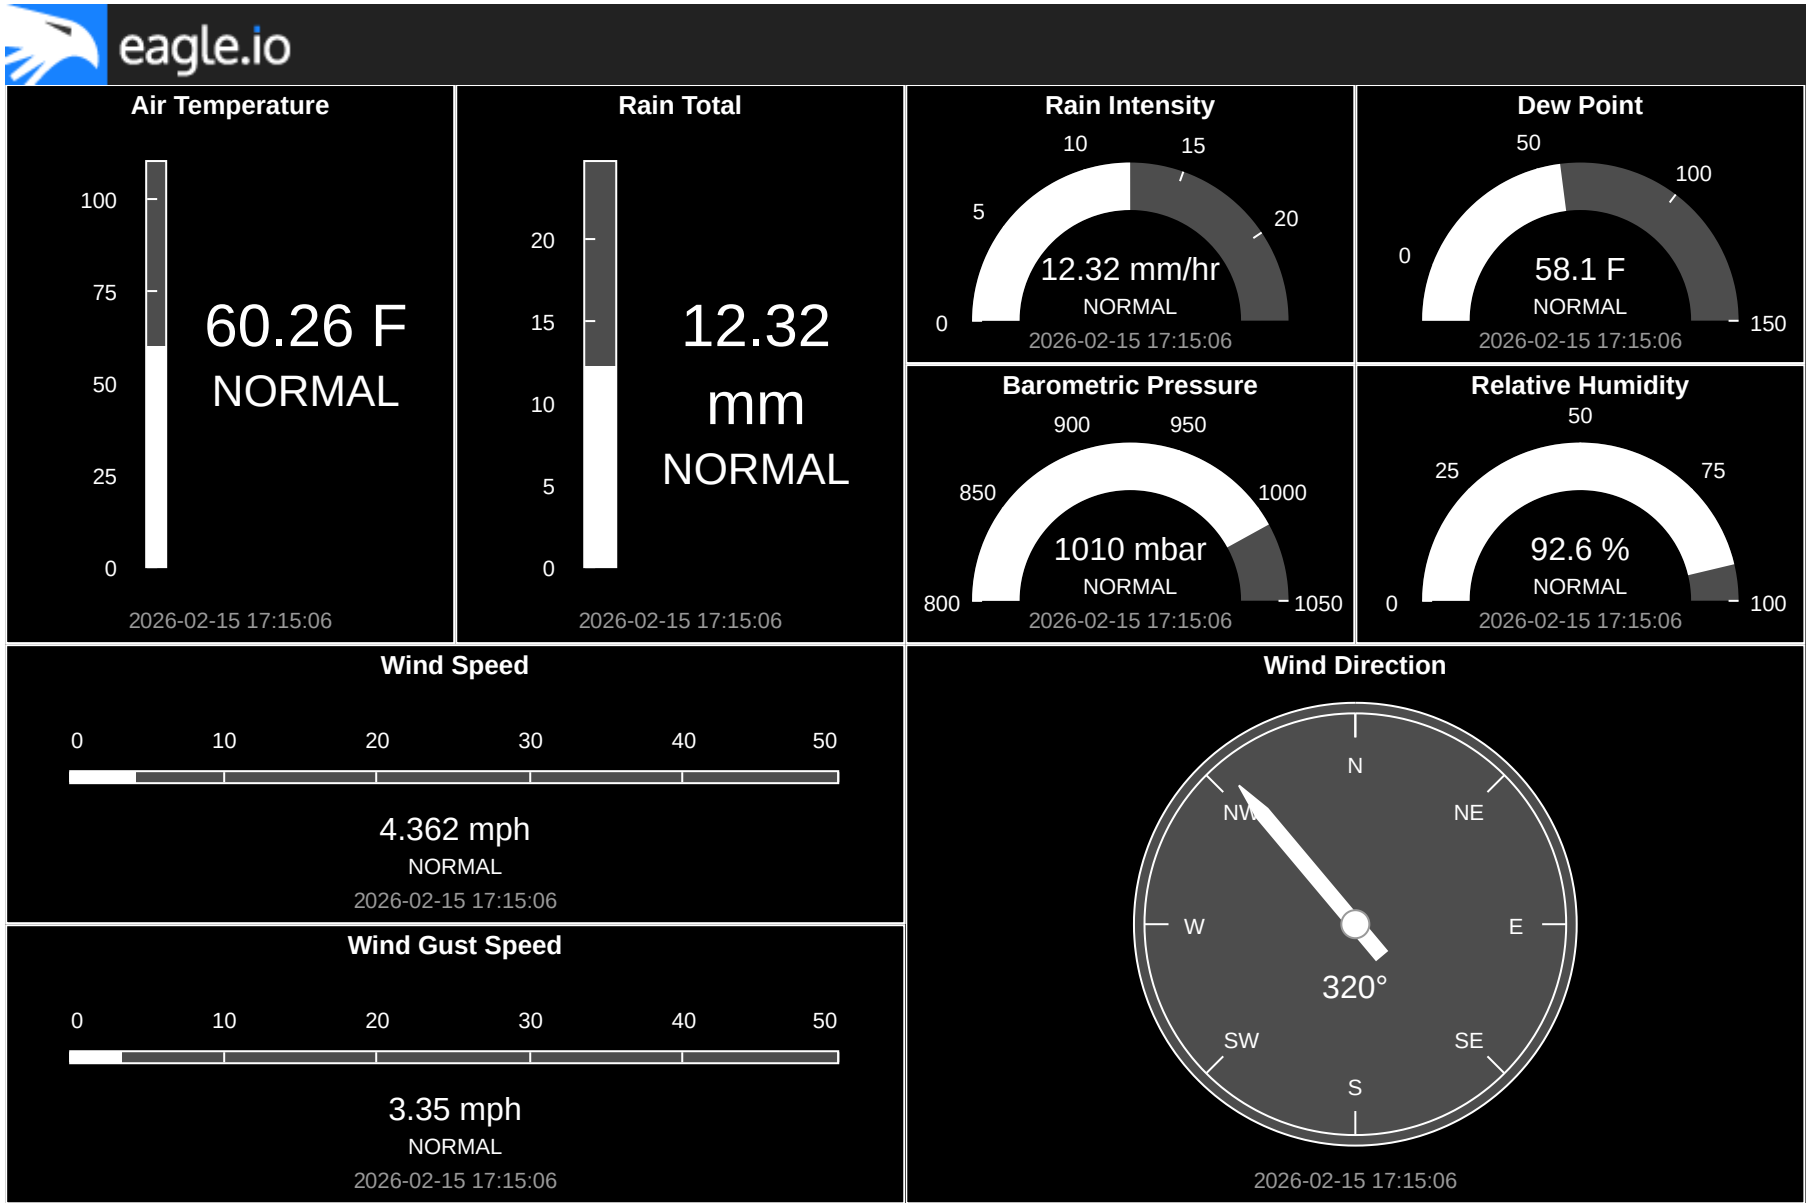 eagle.io
Air Temperature
100
75
50
25
0
60.26 F
NORMAL
2026-02-15 17:15:06
Rain Total
20
15
10
5
0
12.32
mm
NORMAL
2026-02-15 17:15:06
Rain Intensity
0
5
10
15
20
12.32 mm/hr
NORMAL
2026-02-15 17:15:06
Dew Point
0
50
100
150
58.1 F
NORMAL
2026-02-15 17:15:06
Barometric Pressure
800
850
900
950
1000
1050
1010 mbar
NORMAL
2026-02-15 17:15:06
Relative Humidity
0
25
50
75
100
92.6 %
NORMAL
2026-02-15 17:15:06
Wind Speed
0 10 20 30 40 50
4.362 mph
NORMAL
2026-02-15 17:15:06
Wind Gust Speed
0 10 20 30 40 50
3.35 mph
NORMAL
2026-02-15 17:15:06
Wind Direction
N
NW NE
W E
320°
SW SE
S
2026-02-15 17:15:06